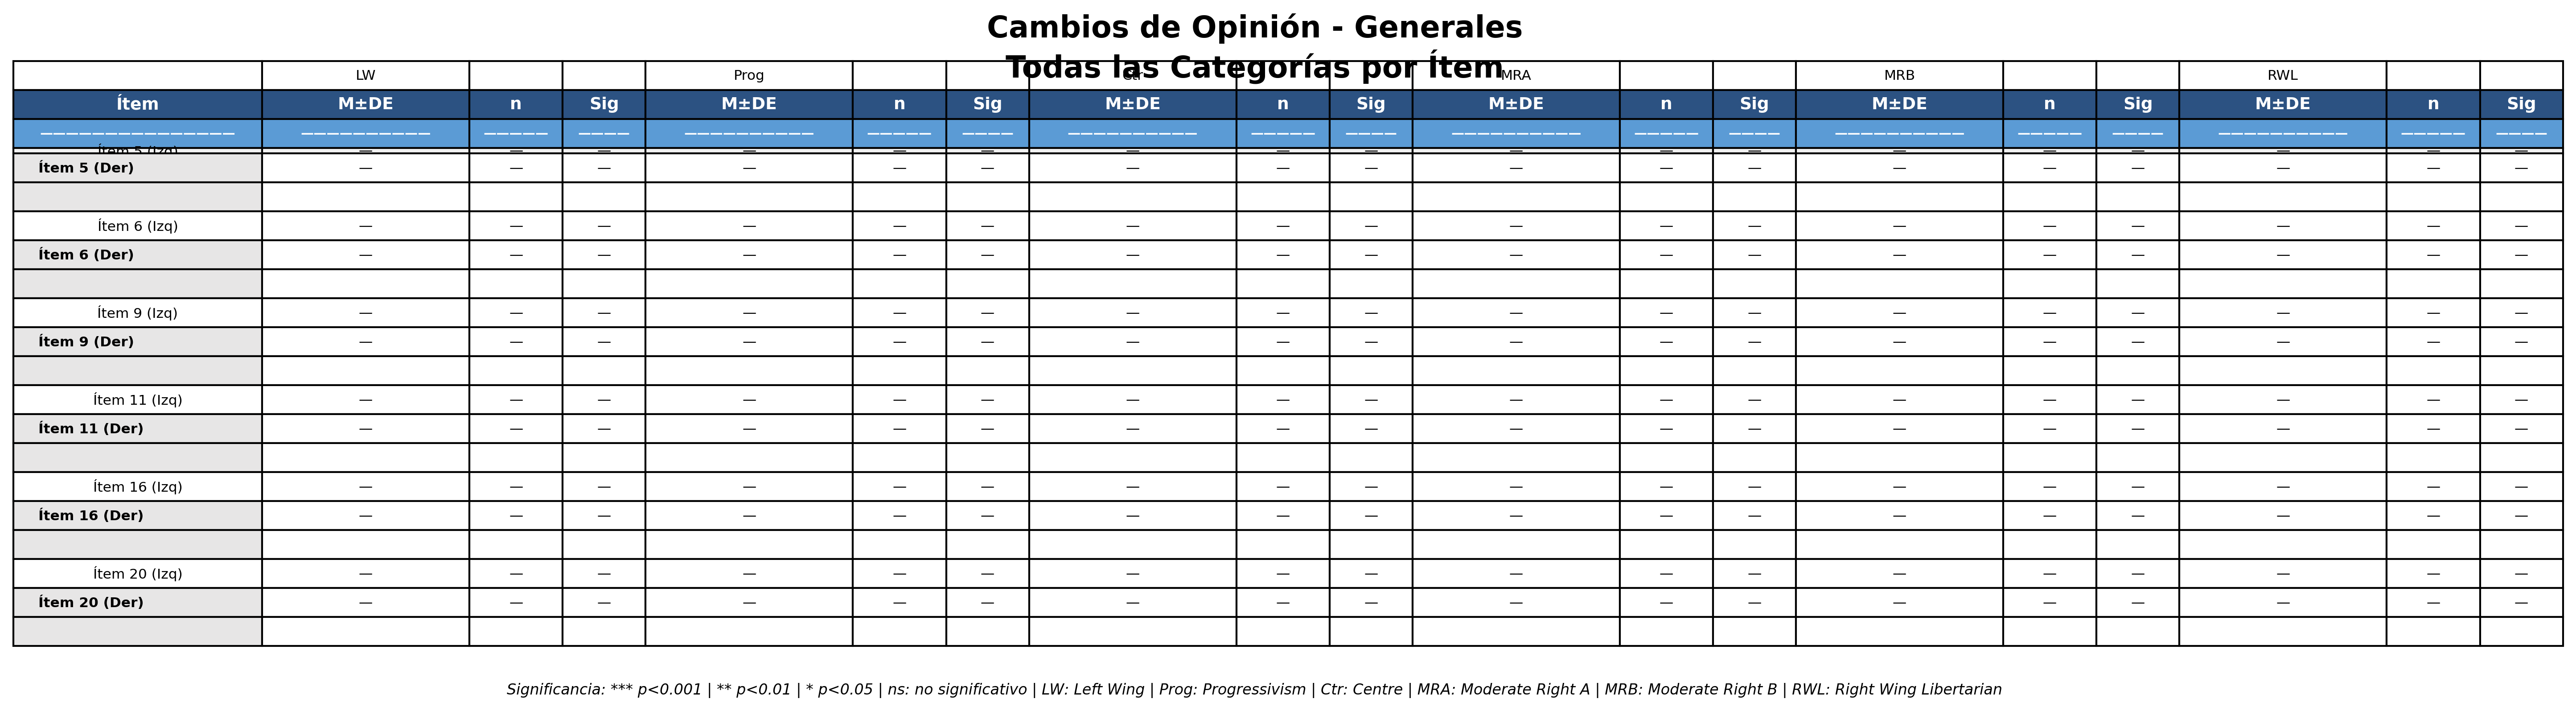 Cambios de Opinión - Generales
Todas las Categorías por Ítem
LW Prog Ctr MRA MRB RWL
Ítem M±DE n Sig M±DE n Sig M±DE n Sig M±DE n Sig M±DE n Sig M±DE n Sig
——————————————— —————————— ————— ———— —————————— ————— ———— —————————— ————— ———— —————————— ————— ———— —————————— ————— ———— —————————— ————— ————
Ítem 5 (Izq) — — — — — — — — — — — — — — — — — —
Ítem 5 (Der) — — — — — — — — — — — — — — — — — —
Ítem 6 (Izq) — — — — — — — — — — — — — — — — — —
Ítem 6 (Der) — — — — — — — — — — — — — — — — — —
Ítem 9 (Izq) — — — — — — — — — — — — — — — — — —
Ítem 9 (Der) — — — — — — — — — — — — — — — — — —
Ítem 11 (Izq) — — — — — — — — — — — — — — — — — —
Ítem 11 (Der) — — — — — — — — — — — — — — — — — —
Ítem 16 (Izq) — — — — — — — — — — — — — — — — — —
Ítem 16 (Der) — — — — — — — — — — — — — — — — — —
Ítem 20 (Izq) — — — — — — — — — — — — — — — — — —
Ítem 20 (Der) — — — — — — — — — — — — — — — — — —
Significancia: *** p<0.001 | ** p<0.01 | * p<0.05 | ns: no significativo | LW: Left Wing | Prog: Progressivism | Ctr: Centre | MRA: Moderate Right A | MRB: Moderate Right B | RWL: Right Wing Libertarian